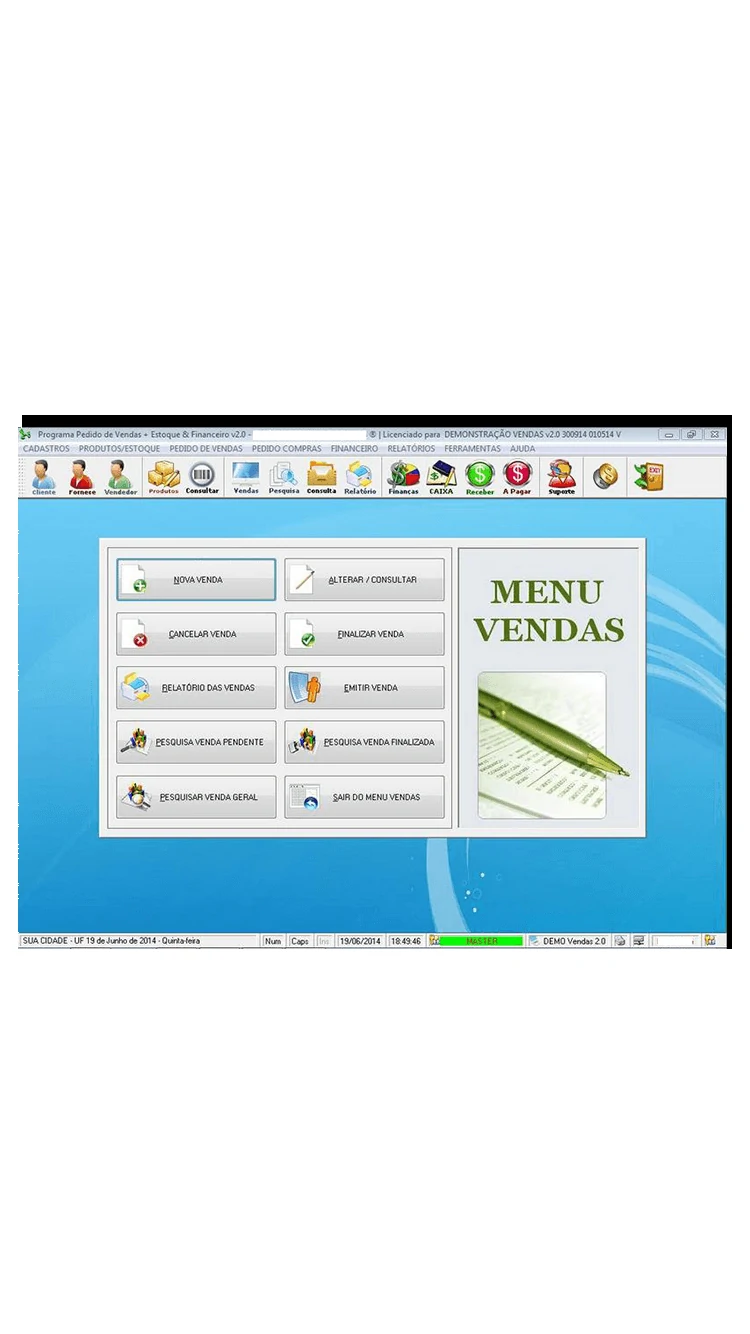 Programa Pedido de Vendas + Estoque & Financeiro v2.0 - ® | Licenciado para DEMONSTRAÇÃO VENDAS v2.0 300914 010514 V
CADASTROS PRODUTOS/ESTOQUE PEDIDO DE VENDAS PEDIDO COMPRAS FINANCEIRO RELATÓRIOS FERRAMENTAS AJUDA
EXIT
Cliente Fornese Vendedor Produtos Consultar Vendas Pesquisa Consulta Relatório Finanças CAIXA Receber A Pagar Suporte
NOVA VENDA ALTERAR / CONSULTAR
CANCELAR VENDA FINALIZAR VENDA
RELATÓRIO DAS VENDAS EMITIR VENDA
PESQUISA VENDA PENDENTE PESQUISA VENDA FINALIZADA
PESQUISAR VENDA GERAL SAIR DO MENU VENDAS
MENU
VENDAS
SUA CIDADE - UF 19 de Junho de 2014 - Quinta-feira Num Caps Ins 19/06/2014 18:49:46 MASTER DEMO Vendas 2.0